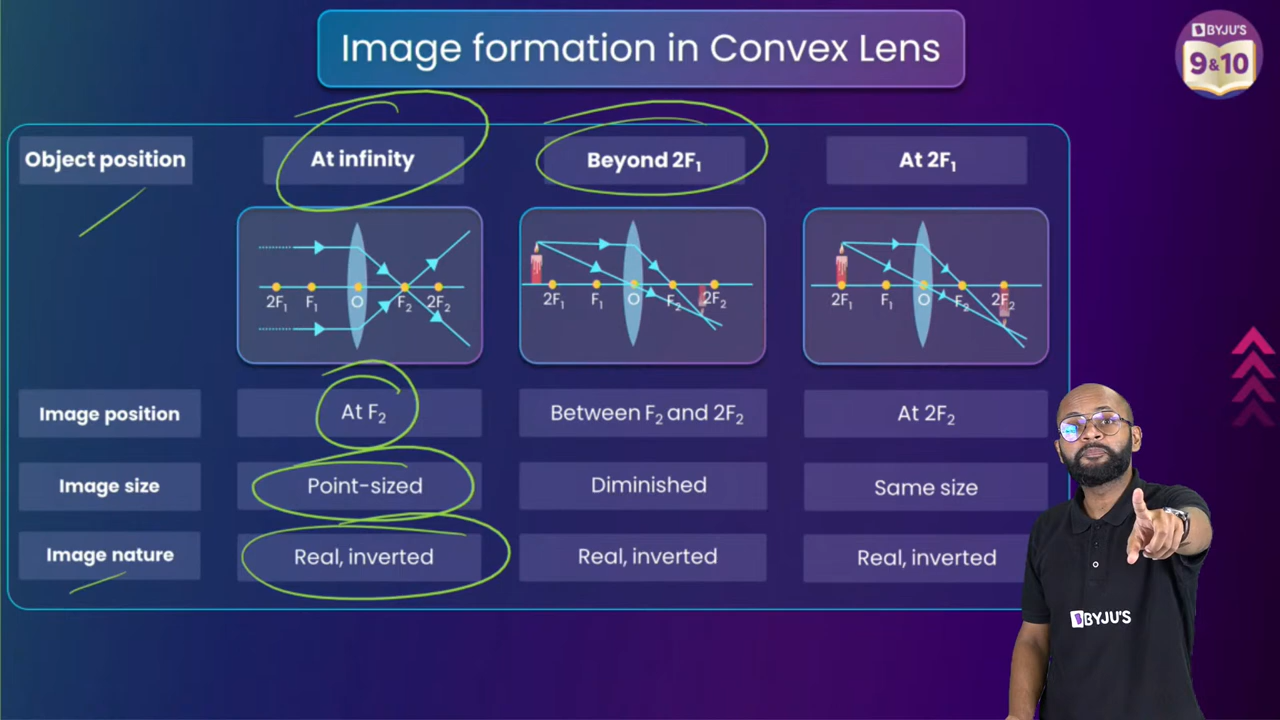 Image formation in Convex Lens
BYJU'S
9&10
Object position
At infinity
Beyond 2F₁
At 2F₁
2F₁ F₁ O F₂ 2F₂
2F₁ F₁ O F₂ 2F₂
2F₁ F₁ O F₂ 2F₂
Image position
At F₂
Between F₂ and 2F₂
At 2F₂
Image size
Point-sized
Diminished
Same size
Image nature
Real, inverted
Real, inverted
Real, inverted
BYJU'S